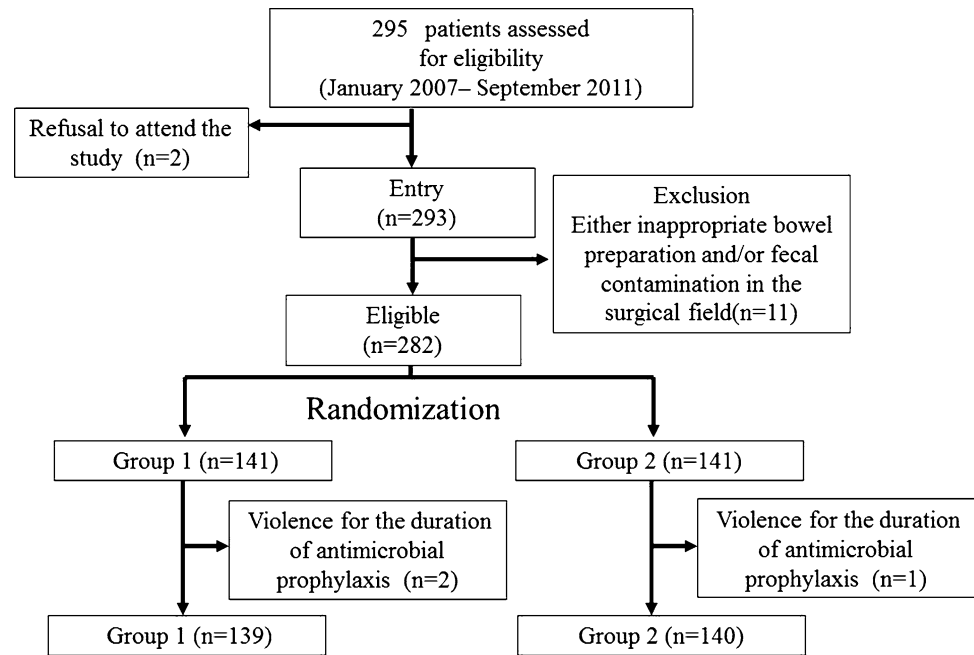 295 patients assessed
for eligibility
(January 2007– September 2011)
Refusal to attend the
study (n=2)
Entry
(n=293)
Exclusion
Either inappropriate bowel
preparation and/or fecal
contamination in the
surgical field(n=11)
Eligible
(n=282)
Randomization
Group 1 (n=141)
Group 2 (n=141)
Violence for the duration
of antimicrobial
prophylaxis (n=2)
Violence for the duration
of antimicrobial
prophylaxis (n=1)
Group 1 (n=139)
Group 2 (n=140)